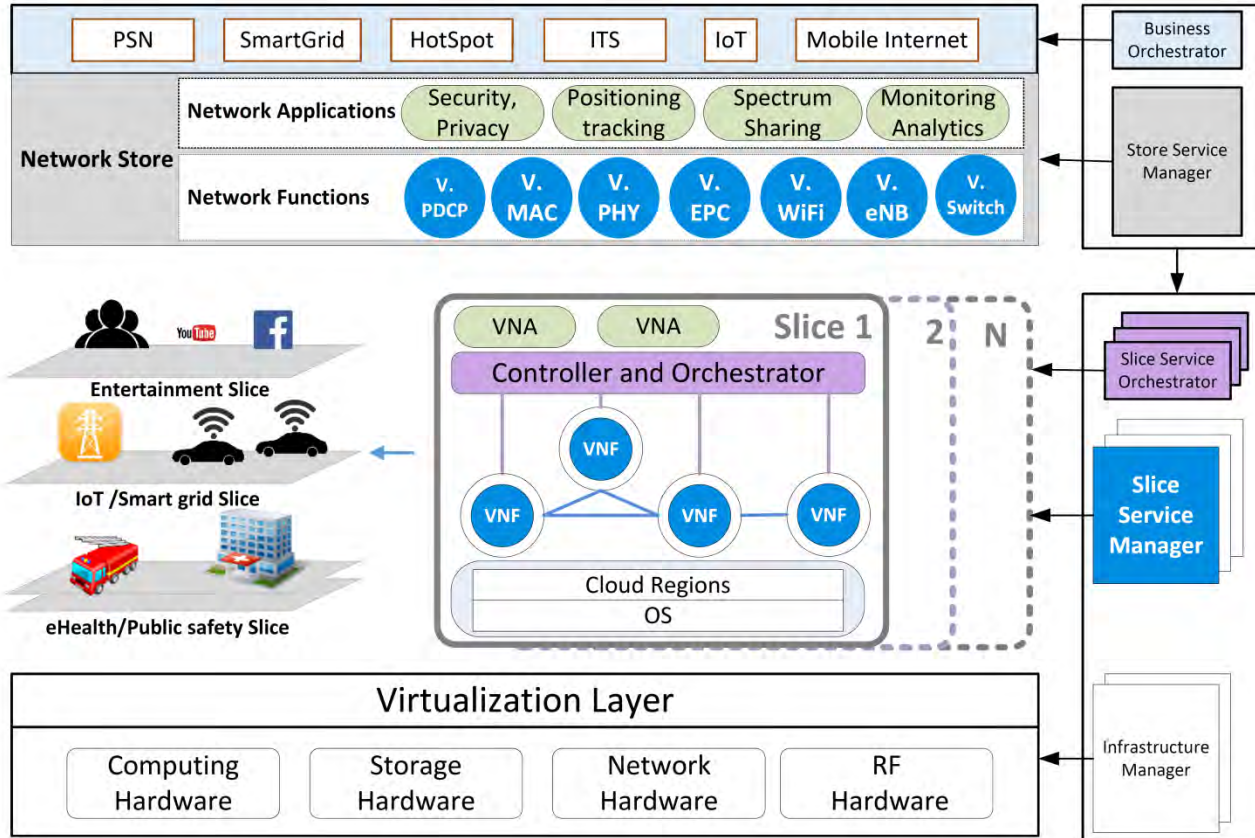 PSN
SmartGrid
HotSpot
ITS
IoT
Mobile Internet
Business
Orchestrator
Network Store
Network Applications
Security,
Privacy
Positioning
tracking
Spectrum
Sharing
Monitoring
Analytics
Network Functions
V.
PDCP
V.
MAC
V.
PHY
V.
EPC
V.
WiFi
V.
eNB
V.
Switch
Store Service
Manager
YouTube
f
Entertainment Slice
IoT /Smart grid Slice
eHealth/Public safety Slice
VNA
VNA
Slice 1
2
N
Controller and Orchestrator
VNF
VNF
VNF
VNF
Cloud Regions
OS
Slice Service
Orchestrator
Slice
Service
Manager
Virtualization Layer
Computing
Hardware
Storage
Hardware
Network
Hardware
RF
Hardware
Infrastructure
Manager